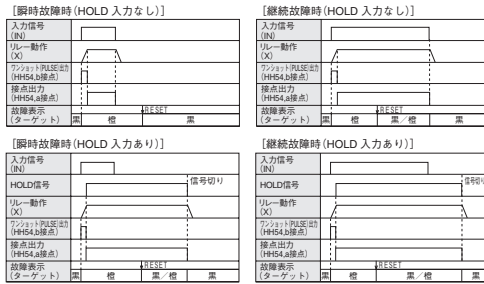 [瞬時故障時(HOLD 入力なし)]
入力信号
(IN)
リレー動作
(X)
ワンショット(PULSE)出力
(HH54,b接点)
接点出力
(HH54,a接点)
故障表示
(ターゲット)
黒 橙 RESET 黒
[継続故障時(HOLD 入力なし)]
入力信号
(IN)
リレー動作
(X)
ワンショット(PULSE)出力
(HH54,b接点)
接点出力
(HH54,a接点)
故障表示
(ターゲット)
黒 橙 RESET 黒/橙 黒
[瞬時故障時(HOLD 入力あり)]
入力信号
(IN)
HOLD信号
信号切り
リレー動作
(X)
ワンショット(PULSE)出力
(HH54,b接点)
接点出力
(HH54,a接点)
故障表示
(ターゲット)
黒 橙 RESET 黒/橙 黒
[継続故障時(HOLD 入力あり)]
入力信号
(IN)
HOLD信号
信号切り
リレー動作
(X)
ワンショット(PULSE)出力
(HH54,b接点)
接点出力
(HH54,a接点)
故障表示
(ターゲット)
黒 橙 RESET 黒/橙 黒